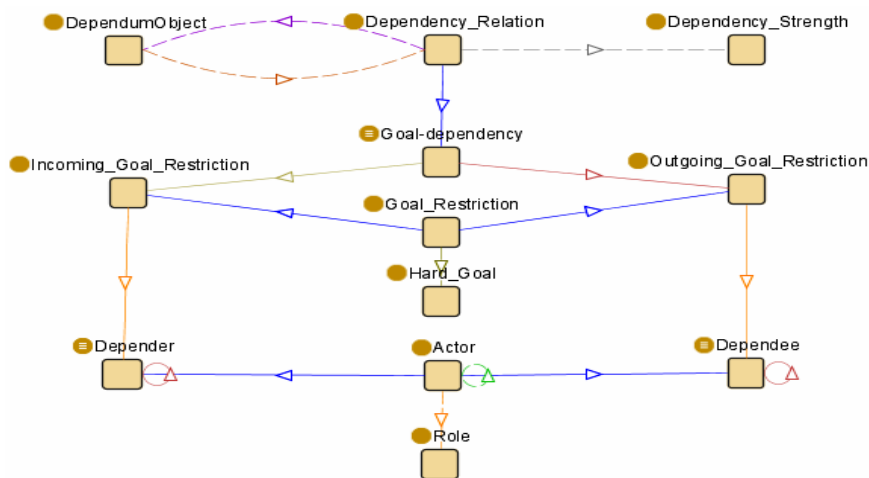 DependumObject
Dependency_Relation
Dependency_Strength
Goal-dependency
Incoming_Goal_Restriction
Outgoing_Goal_Restriction
Goal_Restriction
Hard_Goal
Depender
Actor
Dependee
Role